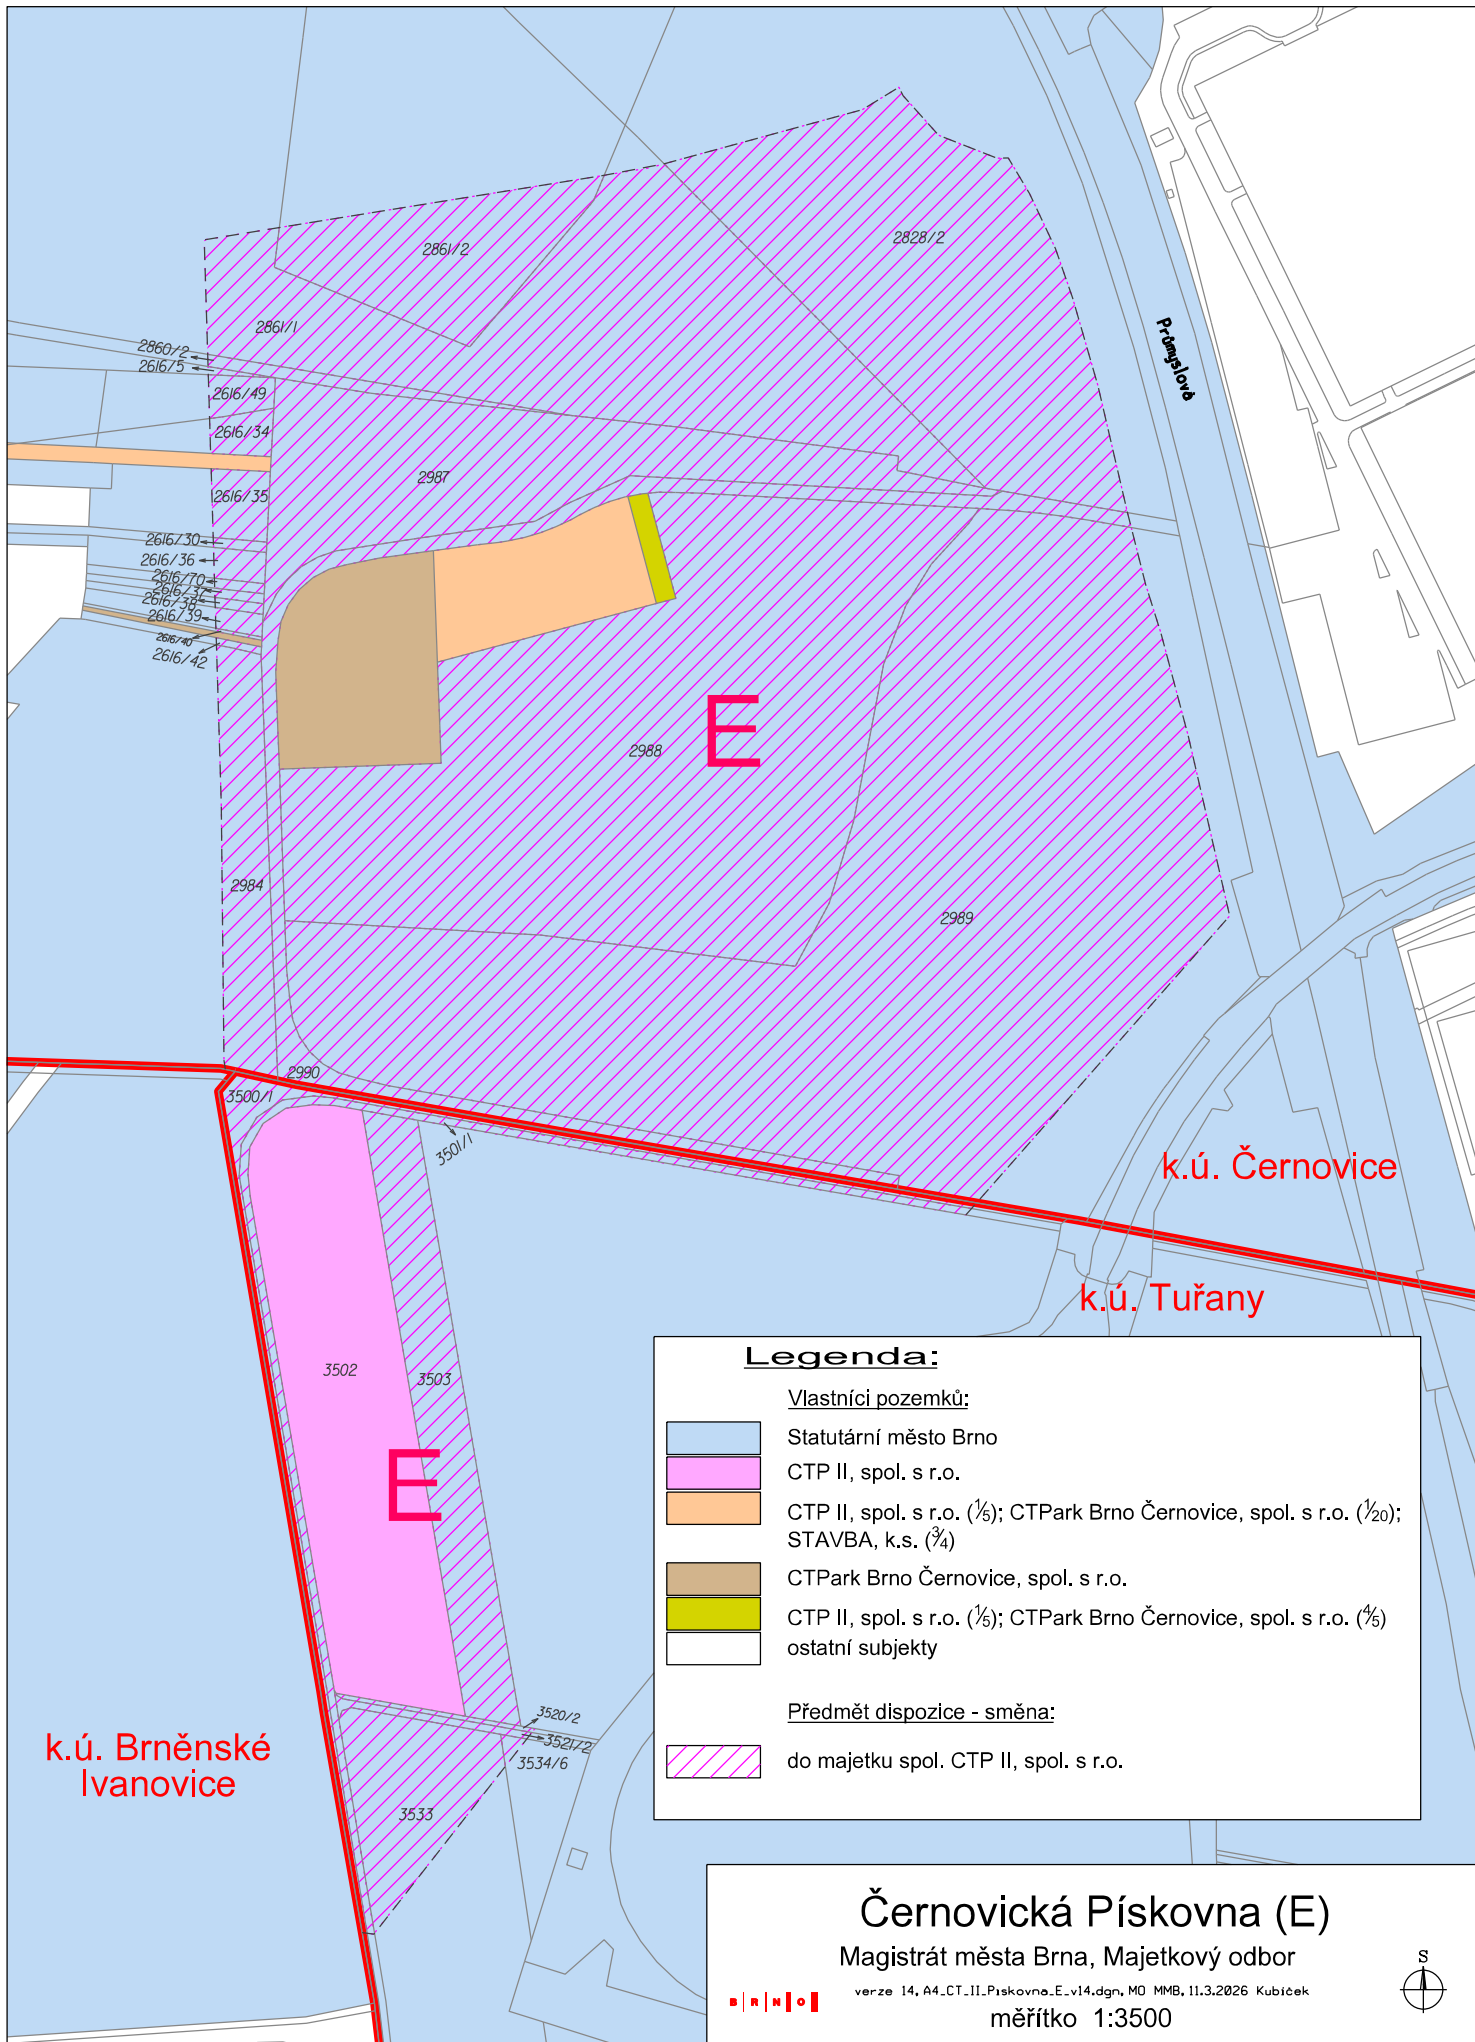 2861/2
2828/2
2861/1
2860/2
2616/5
Průmyslová
2616/49
2616/34
2987
2616/35
2616/30
2616/36
2616/70
2616/37
2616/38
2616/39
2616/40
2616/42
E
2988
2984
2989
2990
3500/1
3501/1
k.ú. Černovice
k.ú. Tuřany
3502
3503
E
3520/2
3521/2
3534/6
3533
k.ú. Brněnské
Ivanovice
Legenda:
Vlastníci pozemků:
Statutární město Brno
CTP II, spol. s r.o.
CTP II, spol. s r.o. (1/5); CTPark Brno Černovice, spol. s r.o. (1/20);
STAVBA, k.s. (3/4)
CTPark Brno Černovice, spol. s r.o.
CTP II, spol. s r.o. (1/5); CTPark Brno Černovice, spol. s r.o. (4/5)
ostatní subjekty
Předmět dispozice - směna:
do majetku spol. CTP II, spol. s r.o.
Černovická Pískovna (E)
Magistrát města Brna, Majetkový odbor
verze 14, A4_CT_II_Piskovna_E_v14.dgn, MO MMB, 11.3.2026 Kubíček
měřítko 1:3500
B R N O
S